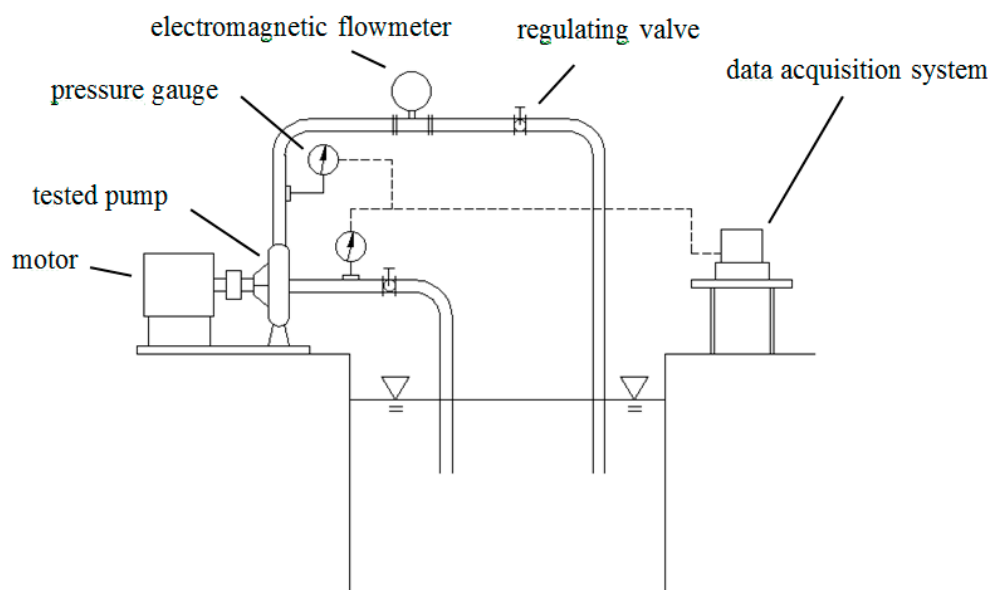 electromagnetic flowmeter
regulating valve
data acquisition system
pressure gauge
tested pump
motor